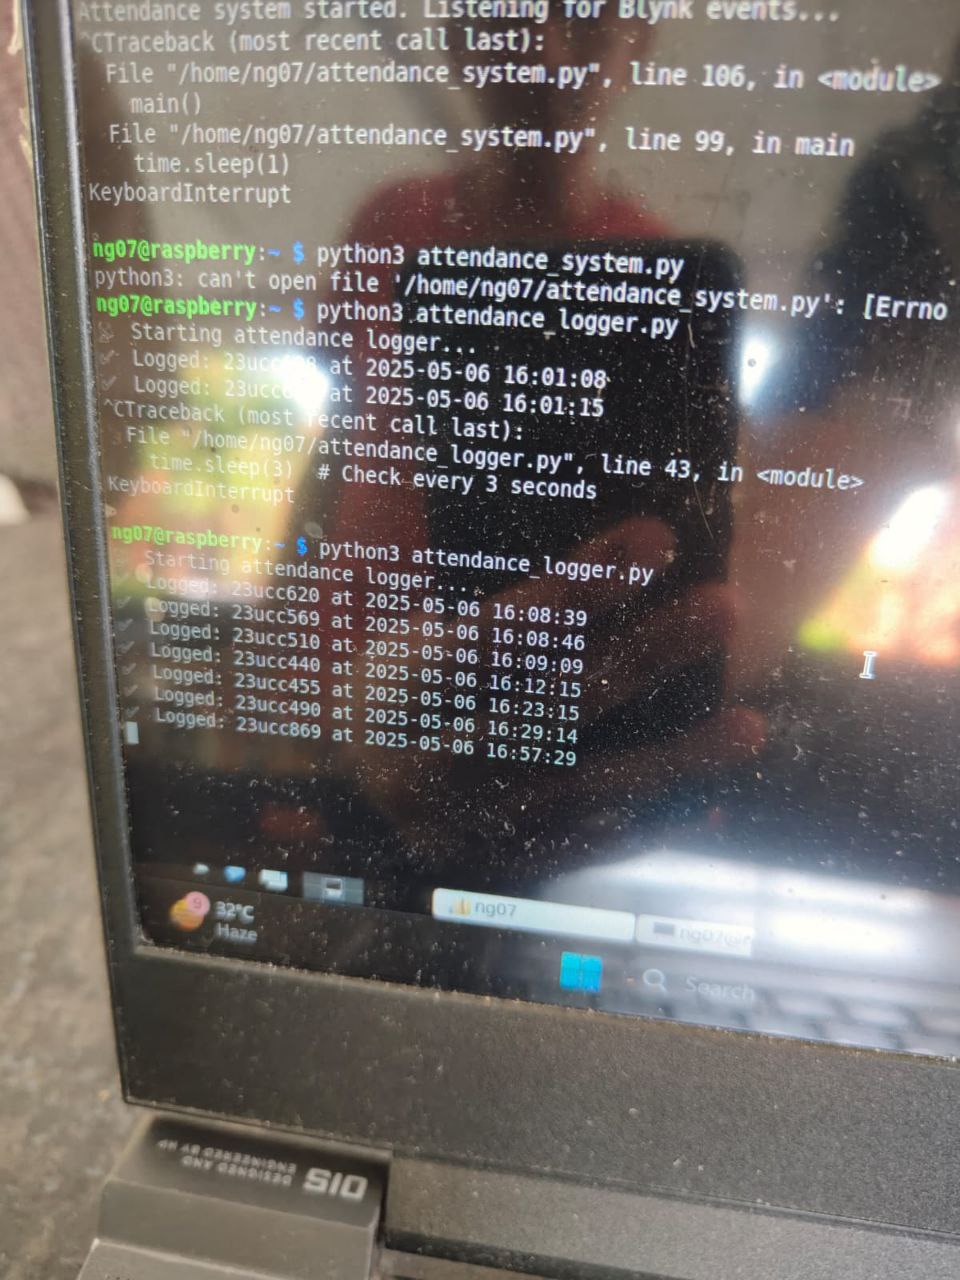 Attendance system started. Listening for Blynk events...
^CTraceback (most recent call last):
File "/home/ng07/attendance_system.py", line 106, in <module>
main()
File "/home/ng07/attendance_system.py", line 99, in main
time.sleep(1)
KeyboardInterrupt
ng07@raspberry:~ $ python3 attendance_system.py
python3: can't open file '/home/ng07/attendance_system.py': [Errno
ng07@raspberry:~ $ python3 attendance_logger.py
Starting attendance logger...
✓ Logged: at 2025-05-06 16:01:08
✓ Logged: at 2025-05-06 16:01:15
^CTraceback (most recent call last):
File "/home/ng07/attendance_logger.py", line 43, in <module>
time.sleep(3) # Check every 3 seconds
KeyboardInterrupt
ng07@raspberry:~ $ python3 attendance_logger.py
Starting attendance logger...
✓ Logged: 23ucc620 at 2025-05-06 16:08:39
✓ Logged: 23ucc569 at 2025-05-06 16:08:46
✓ Logged: 23ucc510 at 2025-05-06 16:09:09
✓ Logged: 23ucc440 at 2025-05-06 16:12:15
✓ Logged: 23ucc455 at 2025-05-06 16:23:15
✓ Logged: 23ucc490 at 2025-05-06 16:29:14
✓ Logged: 23ucc869 at 2025-05-06 16:57:29
ng07
9
32°C
Haze
Search
DESIGNED AND
ENGINEERED BY HP